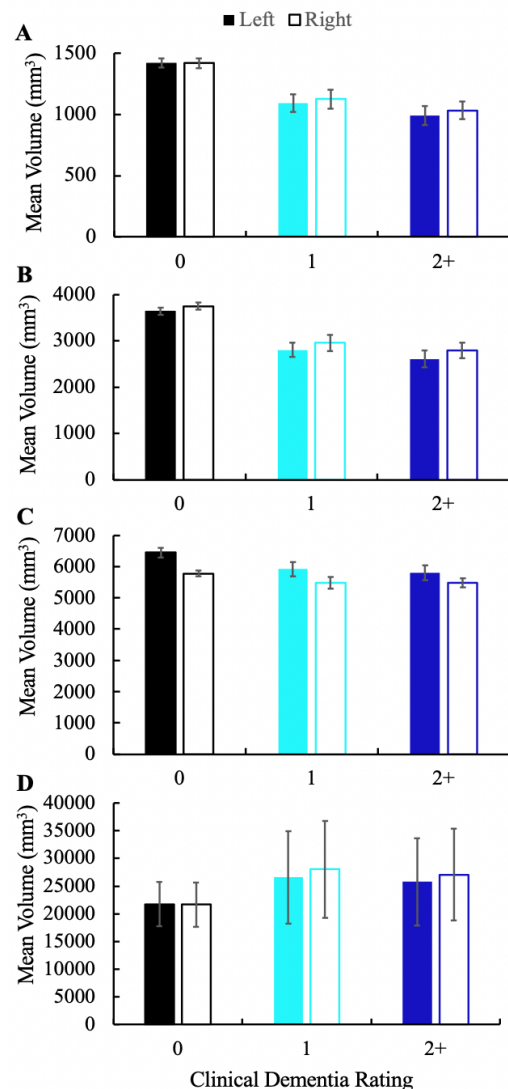 Left Right
A
1500
1000
500
0
Mean Volume (mm³)
0 1 2+
B
4000
3000
2000
1000
0
Mean Volume (mm³)
0 1 2+
C
7000
6000
5000
4000
3000
2000
1000
0
Mean Volume (mm³)
0 1 2+
D
40000
35000
30000
25000
20000
15000
10000
5000
0
Mean Volume (mm³)
0 1 2+
Clinical Dementia Rating